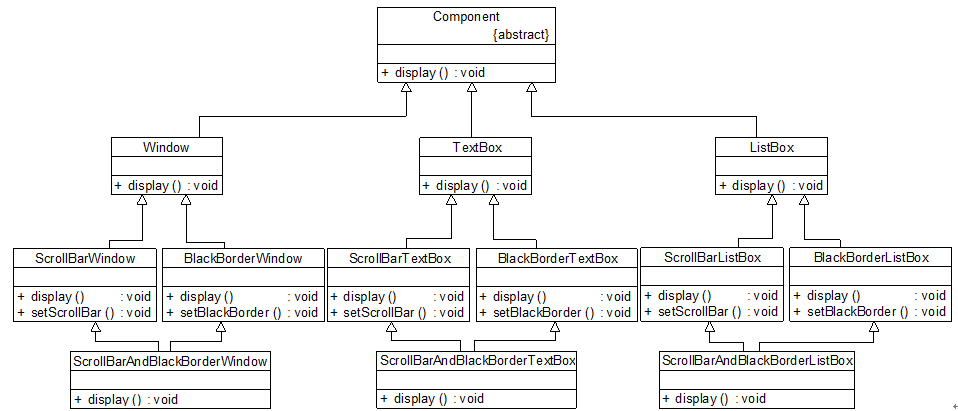 Component
{abstract}
+ display () : void
Window
+ display () : void
TextBox
+ display () : void
ListBox
+ display () : void
ScrollBarWindow
+ display () : void
+ setScrollBar () : void
BlackBorderWindow
+ display () : void
+ setBlackBorder () : void
ScrollBarTextBox
+ display () : void
+ setScrollBar () : void
BlackBorderTextBox
+ display () : void
+ setBlackBorder () : void
ScrollBarListBox
+ display () : void
+ setScrollBar () : void
BlackBorderListBox
+ display () : void
+ setBlackBorder () : void
ScrollBarAndBlackBorderWindow
+ display () : void
ScrollBarAndBlackBorderTextBox
+ display () : void
ScrollBarAndBlackBorderListBox
+ display () : void